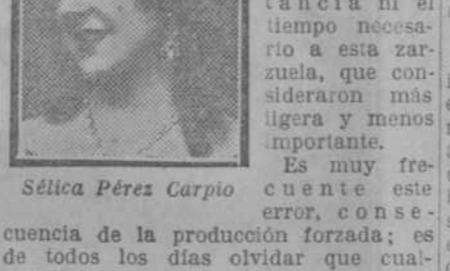 tancia ni el
tiempo necesa-
rio a esta zar-
zuela, que con-
sideraron más
ligera y menos
importante.
Es muy fre-
cuente este
error, conse-
Sélica Pérez Carpio
cuencia de la producción forzada; es
de todos los días olvidar que cual-